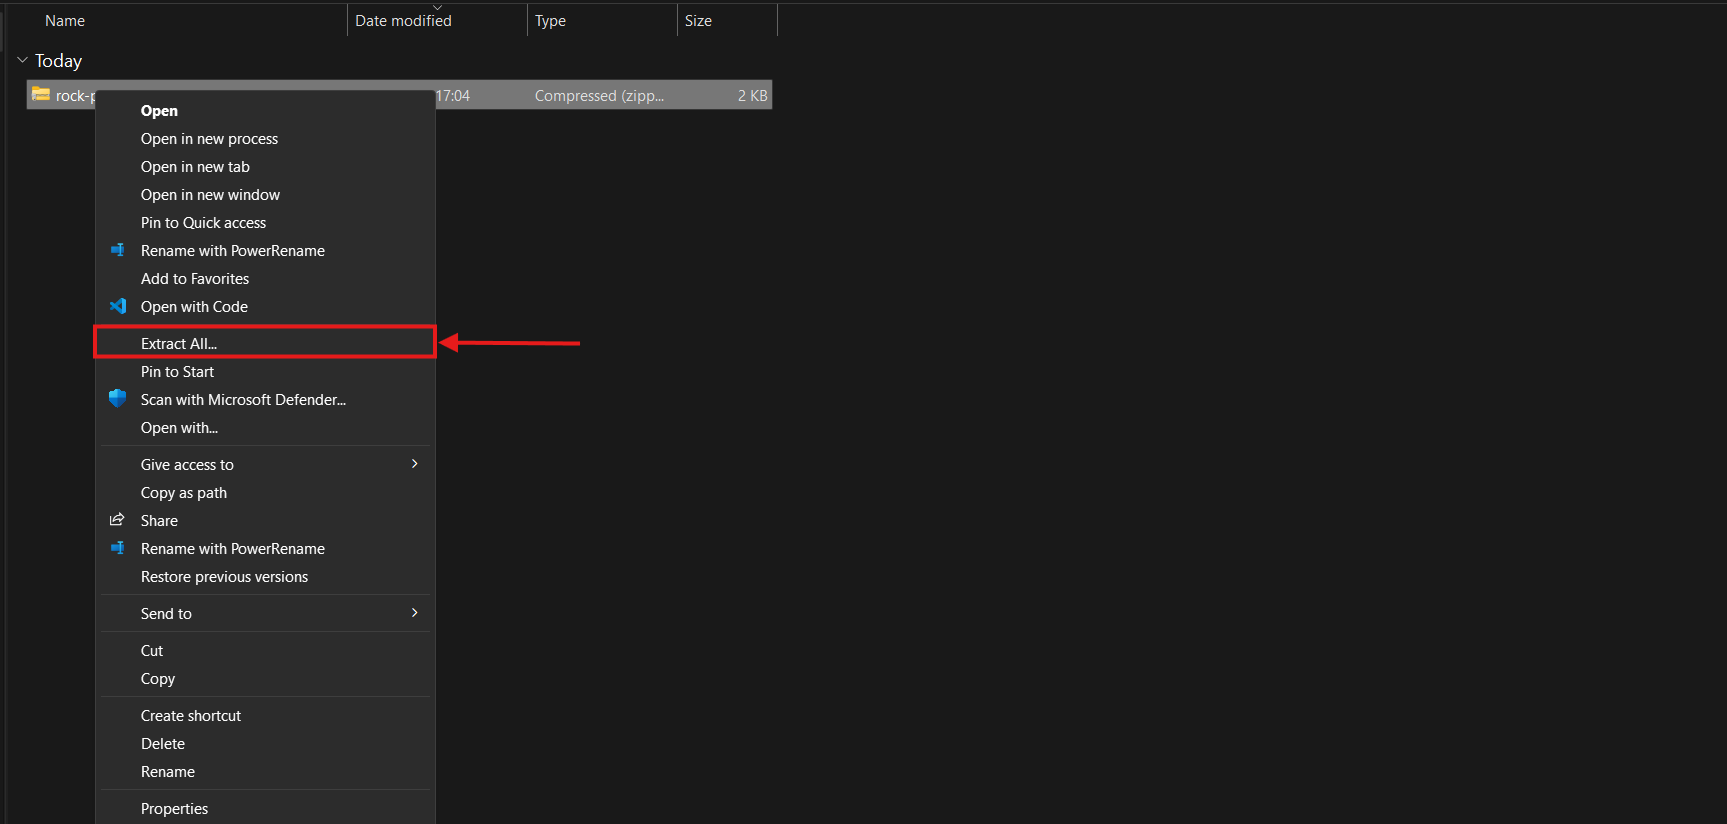 Name Date modified Type Size
Today
rock-p 17:04 Compressed (zipp... 2 KB
Open
Open in new process
Open in new tab
Open in new window
Pin to Quick access
Rename with PowerRename
Add to Favorites
Open with Code
Extract All...
Pin to Start
Scan with Microsoft Defender...
Open with...
Give access to
Copy as path
Share
Rename with PowerRename
Restore previous versions
Send to
Cut
Copy
Create shortcut
Delete
Rename
Properties